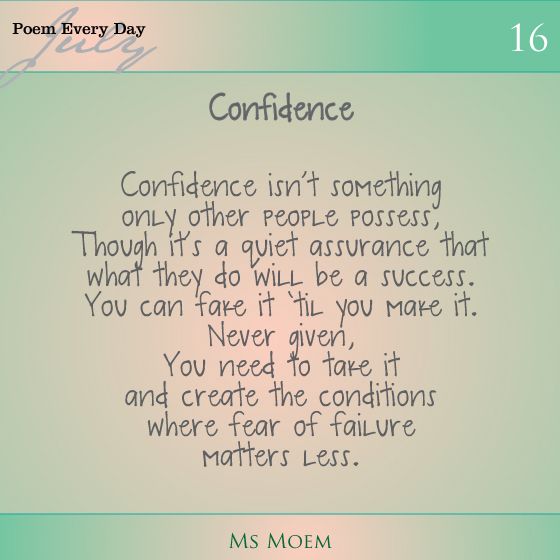 July
Poem Every Day
16
Confidence
Confidence isn't something
only other people possess,
Though it's a quiet assurance that
what they do will be a success.
You can fake it 'til you make it.
Never given,
You need to take it
and create the conditions
where fear of failure
matters less.
Ms Moem